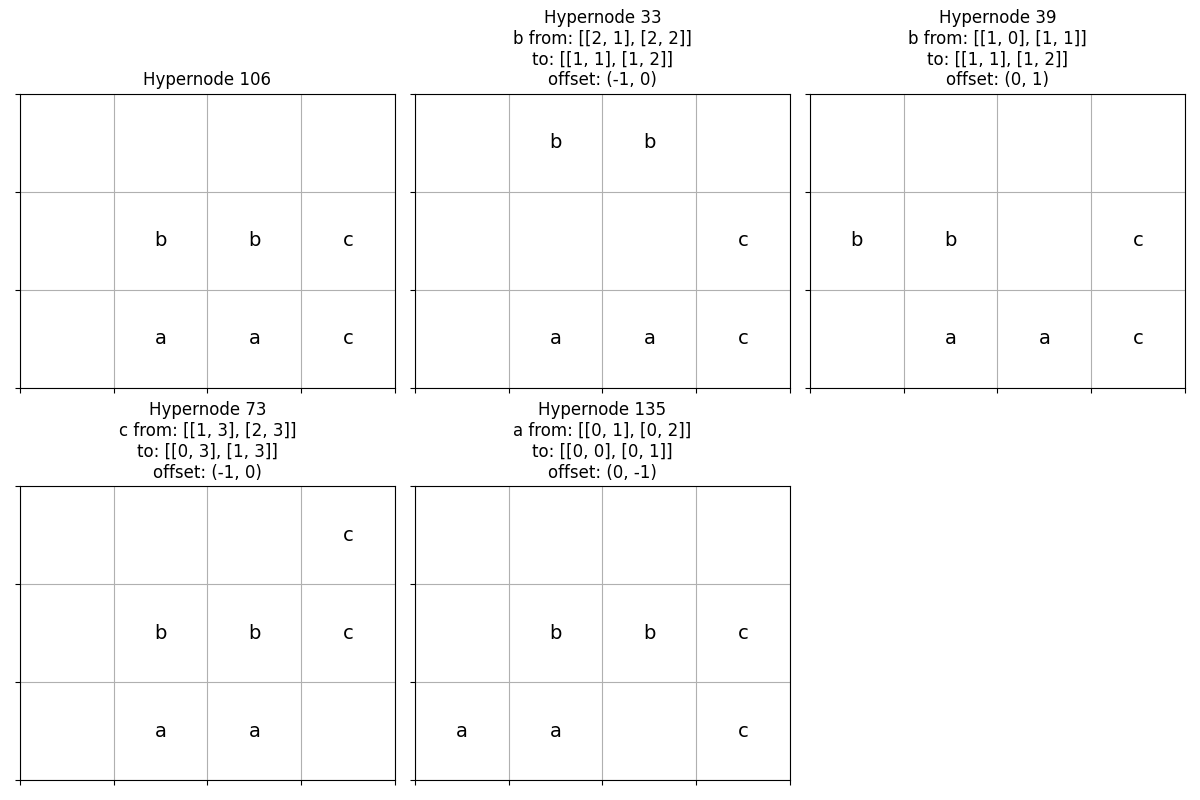 Hypernode 106
b b c
a a c
Hypernode 33
b from: [[2, 1], [2, 2]]
to: [[1, 1], [1, 2]]
offset: (-1, 0)
b b
c
a a c
Hypernode 39
b from: [[1, 0], [1, 1]]
to: [[1, 1], [1, 2]]
offset: (0, 1)
b b c
a a c
Hypernode 73
c from: [[1, 3], [2, 3]]
to: [[0, 3], [1, 3]]
offset: (-1, 0)
c
b b c
a a
Hypernode 135
a from: [[0, 1], [0, 2]]
to: [[0, 0], [0, 1]]
offset: (0, -1)
b b c
a a c